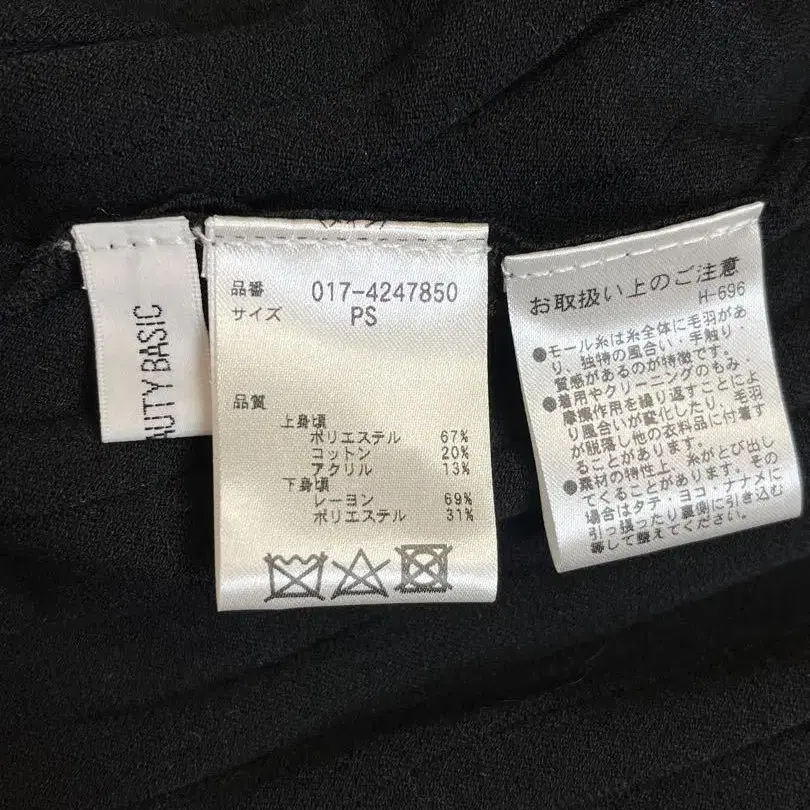 AUTY BASIC
品番 017-4247850
サイズ PS
品質
上身頃
ポリエステル 67%
コットン 20%
アクリル 13%
下身頃
レーヨン 69%
ポリエステル 31%
お取扱い上のご注意
H-696
●モール糸は糸全体に毛羽があ
り、独特の風合い・手触り・
質感があるのが特徴です。
●着用やクリーニングのもみ・
摩擦作用を繰り返すことによ
り風合いが変化したり、毛羽
が脱落し他の衣料品に付着す
ることがあります。
●素材の特性上、糸がとび出し
てくることがあります。その
場合はタテ・ヨコ・ナナメに
引っ張ったり裏側に引き込む
等して整えてください。